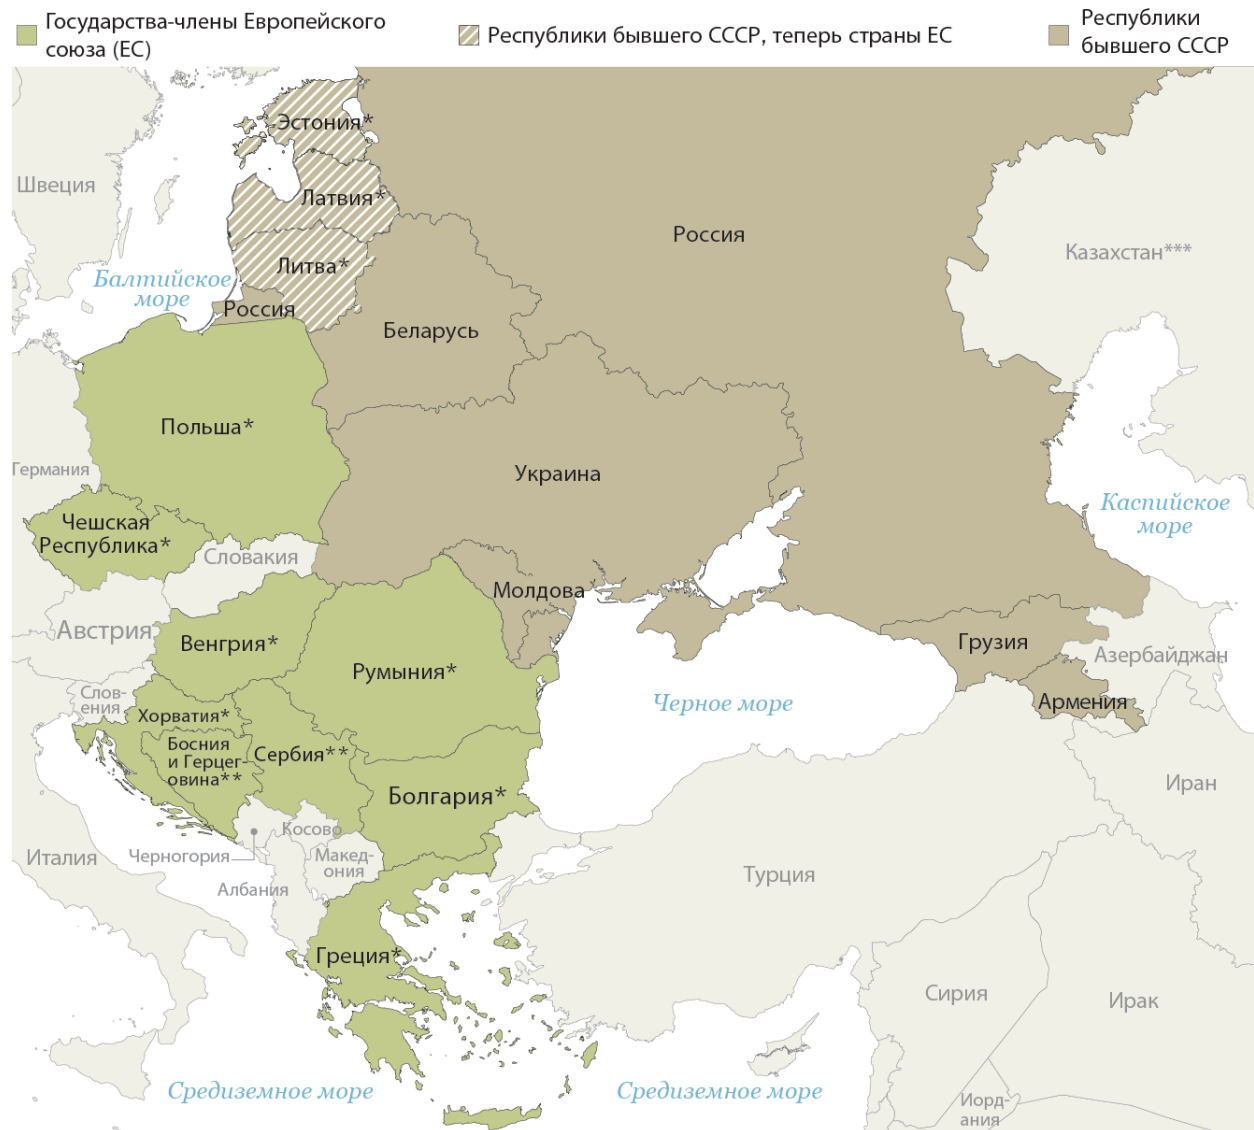 Государства-члены Европейского
союза (ЕС)
Республики бывшего СССР, теперь страны ЕС
Республики
бывшего СССР
Эстония*
Швеция
Латвия*
Россия
Казахстан***
Литва*
Балтийское
море
Россия
Беларусь
Польша*
Германия
Украина
Каспийское
море
Чешская
Республика*
Словакия
Молдова
Австрия
Венгрия*
Грузия
Азербайджан
Румыния*
Слов-
ения
Хорватия*
Черное море
Армения
Босния
и Герцег-
овина**
Сербия**
Иран
Болгария*
Косово
Италия
Черногория
Макед-
ония
Албания
Турция
Греция*
Сирия
Ирак
Средиземное море
Средиземное море
Иорд-
ания